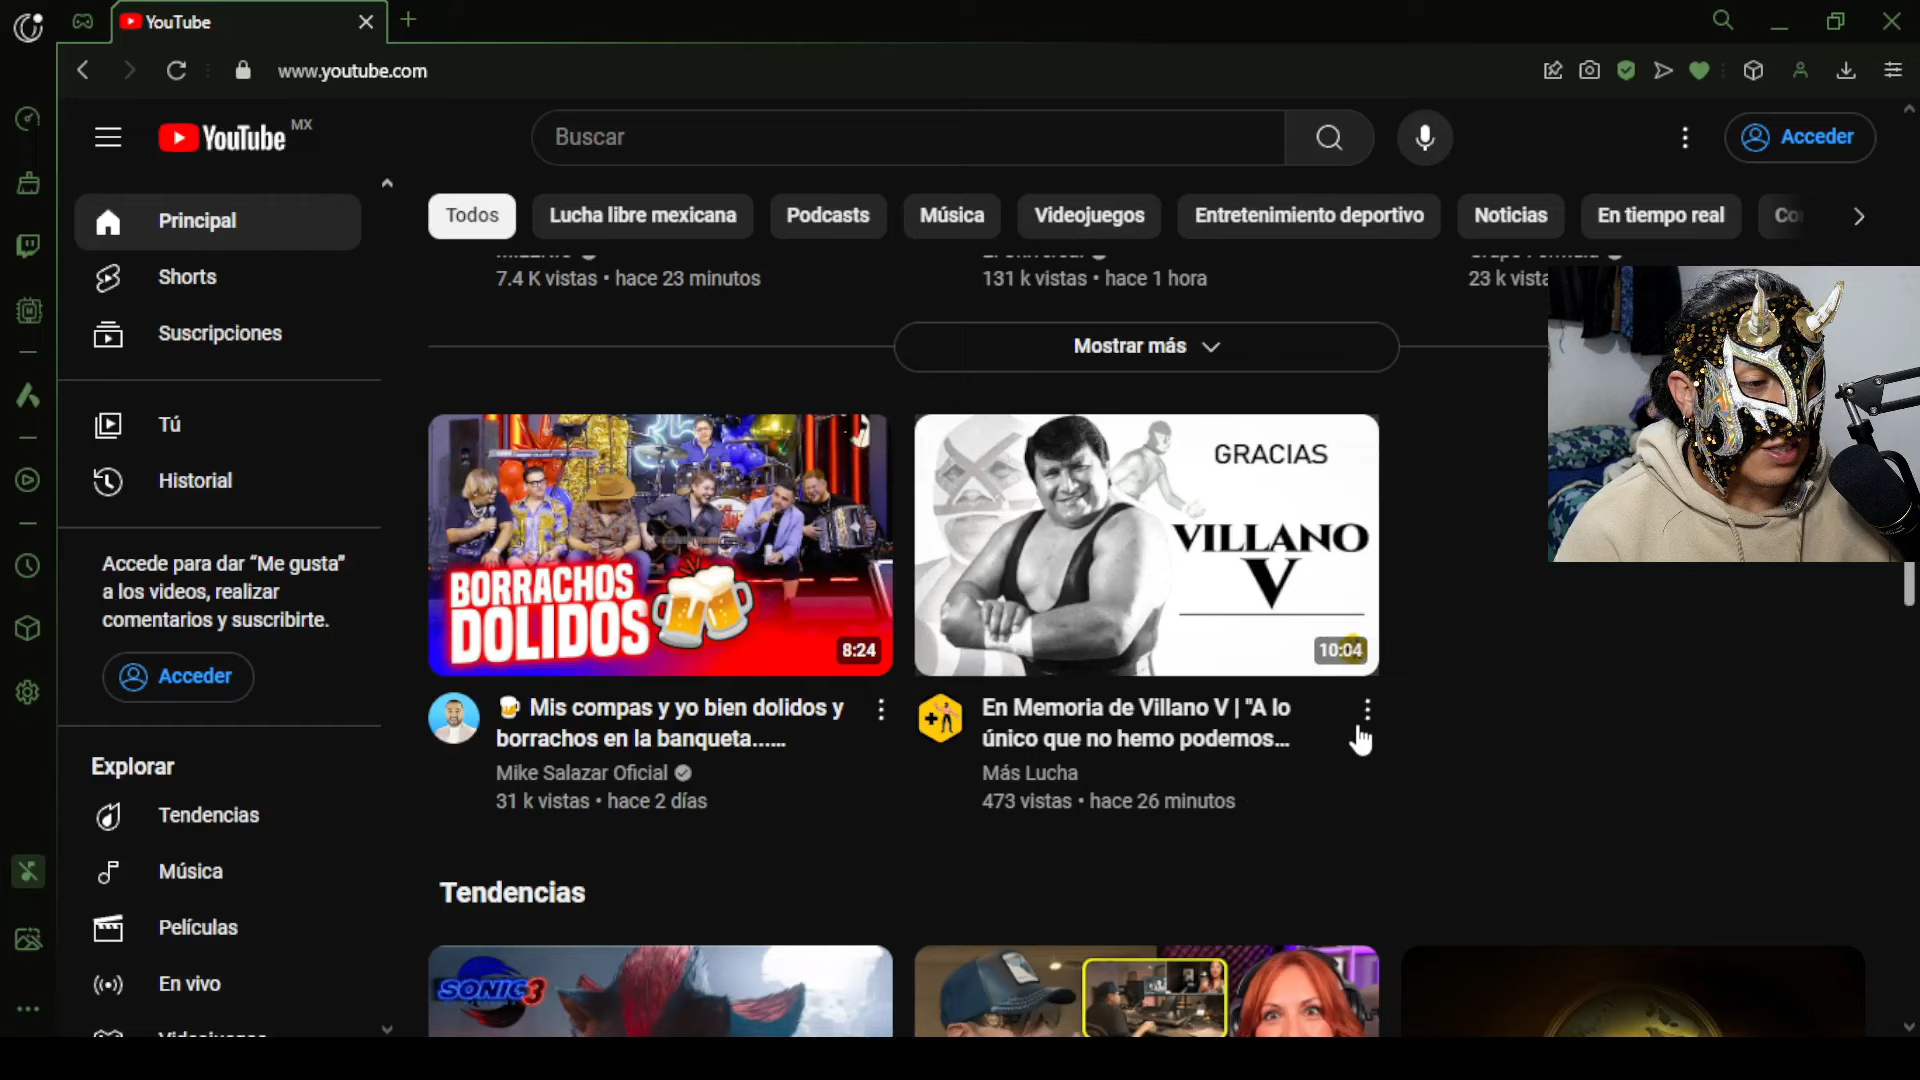 YouTube
www.youtube.com
YouTube MX
Buscar
Acceder
Principal
Shorts
Suscripciones
Tú
Historial
Accede para dar “Me gusta”
a los videos, realizar
comentarios y suscribirte.
Acceder
Explorar
Tendencias
Música
Películas
En vivo
Todos
Lucha libre mexicana
Podcasts
Música
Videojuegos
Entretenimiento deportivo
Noticias
En tiempo real
7.4 K vistas • hace 23 minutos
131 k vistas • hace 1 hora
23 k vista
Mostrar más
BORRACHOS
DOLIDOS
8:24
GRACIAS
VILLANO
V
10:04
🍺 Mis compas y yo bien dolidos y
borrachos en la banqueta......
Mike Salazar Oficial
31 k vistas • hace 2 días
En Memoria de Villano V | "A lo
único que no hemo podemos...
Más Lucha
473 vistas • hace 26 minutos
Tendencias
SONIC 3